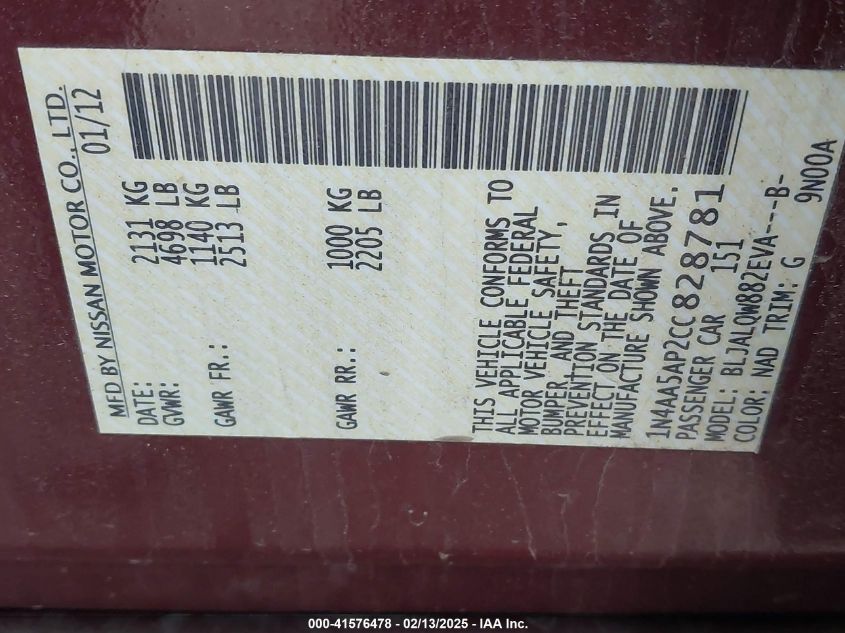 MFD BY NISSAN MOTOR CO., LTD.
DATE: 01/12
GVWR: 2131 KG
4698 LB
GAWR FR.: 1140 KG
2513 LB
GAWR RR.: 1000 KG
2205 LB
THIS VEHICLE CONFORMS TO
ALL APPLICABLE FEDERAL
MOTOR VEHICLE SAFETY,
BUMPER, AND THEFT
PREVENTION STANDARDS IN
EFFECT ON THE DATE OF
MANUFACTURE SHOWN ABOVE.
1N4AA5AP2CC828781
PASSENGER CAR 151
MODEL: BLJALQW882EVA---B-
COLOR: NAD TRIM: G 9N00A
000-41576478 - 02/13/2025 - IAA Inc.